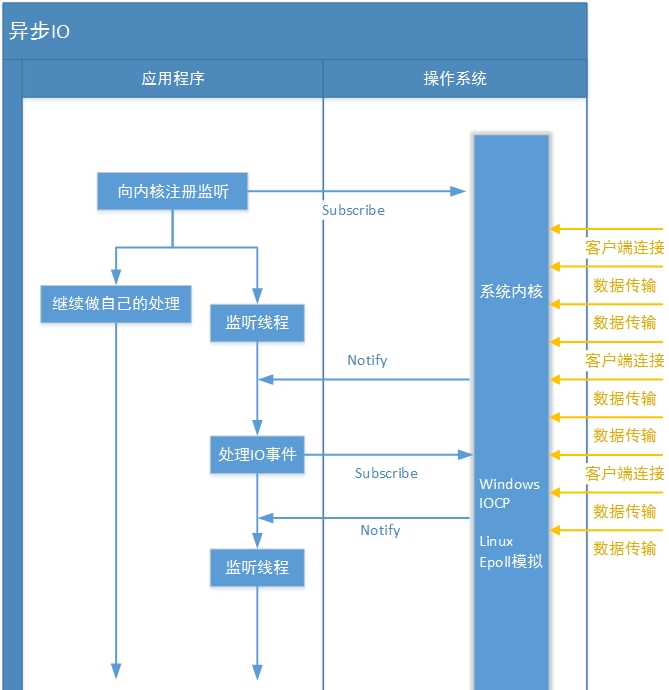 异步IO
应用程序
操作系统
向内核注册监听
Subscribe
客户端连接
继续做自己的处理
监听线程
系统内核
数据传输
数据传输
Notify
客户端连接
数据传输
数据传输
处理IO事件
Subscribe
客户端连接
Windows
IOCP
数据传输
Notify
Linux
Epoll模拟
数据传输
监听线程